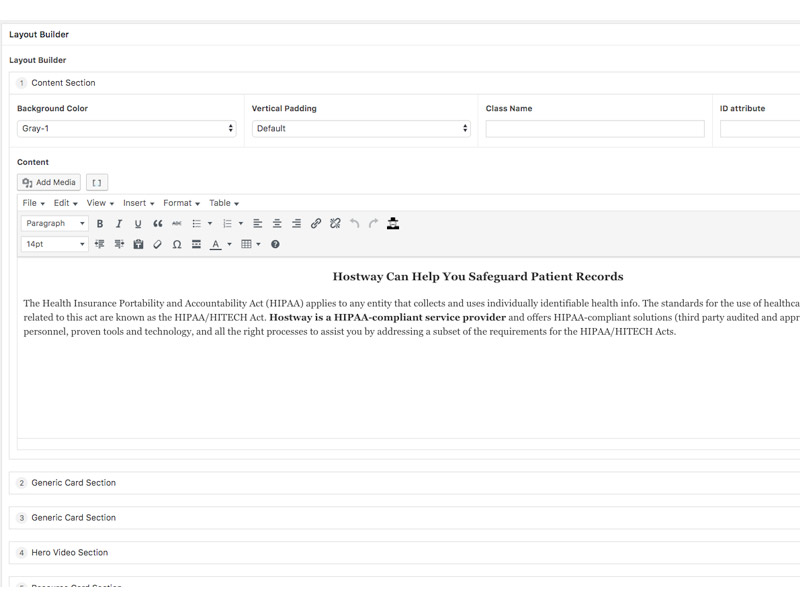 Layout Builder
Layout Builder
1 Content Section
Background Color Vertical Padding Class Name ID attribute
Gray-1 Default
Content
Add Media [ ]
File Edit View Insert Format Table
Paragraph B I U ABC
14pt A
Hostway Can Help You Safeguard Patient Records
The Health Insurance Portability and Accountability Act (HIPAA) applies to any entity that collects and uses individually identifiable health info. The standards for the use of healthca
related to this act are known as the HIPAA/HITECH Act. Hostway is a HIPAA-compliant service provider and offers HIPAA-compliant solutions (third party audited and appr
personnel, proven tools and technology, and all the right processes to assist you by addressing a subset of the requirements for the HIPAA/HITECH Acts.
2 Generic Card Section
3 Generic Card Section
4 Hero Video Section